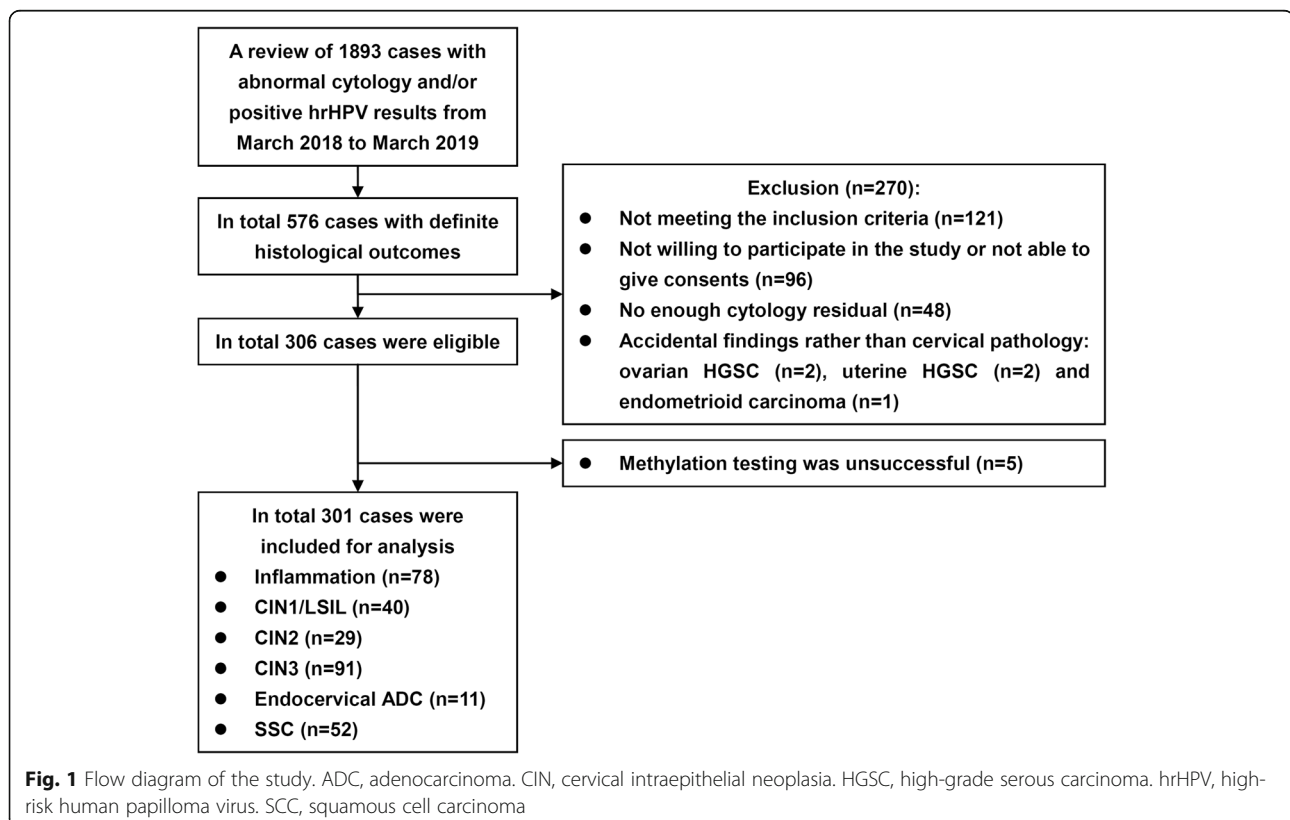 A review of 1893 cases with
abnormal cytology and/or
positive hrHPV results from
March 2018 to March 2019
In total 576 cases with definite
histological outcomes
Exclusion (n=270):
● Not meeting the inclusion criteria (n=121)
● Not willing to participate in the study or not able to
give consents (n=96)
● No enough cytology residual (n=48)
● Accidental findings rather than cervical pathology:
ovarian HGSC (n=2), uterine HGSC (n=2) and
endometrioid carcinoma (n=1)
In total 306 cases were eligible
● Methylation testing was unsuccessful (n=5)
In total 301 cases were
included for analysis
● Inflammation (n=78)
● CIN1/LSIL (n=40)
● CIN2 (n=29)
● CIN3 (n=91)
● Endocervical ADC (n=11)
● SSC (n=52)
Fig. 1 Flow diagram of the study. ADC, adenocarcinoma. CIN, cervical intraepithelial neoplasia. HGSC, high-grade serous carcinoma. hrHPV, high-
risk human papilloma virus. SCC, squamous cell carcinoma